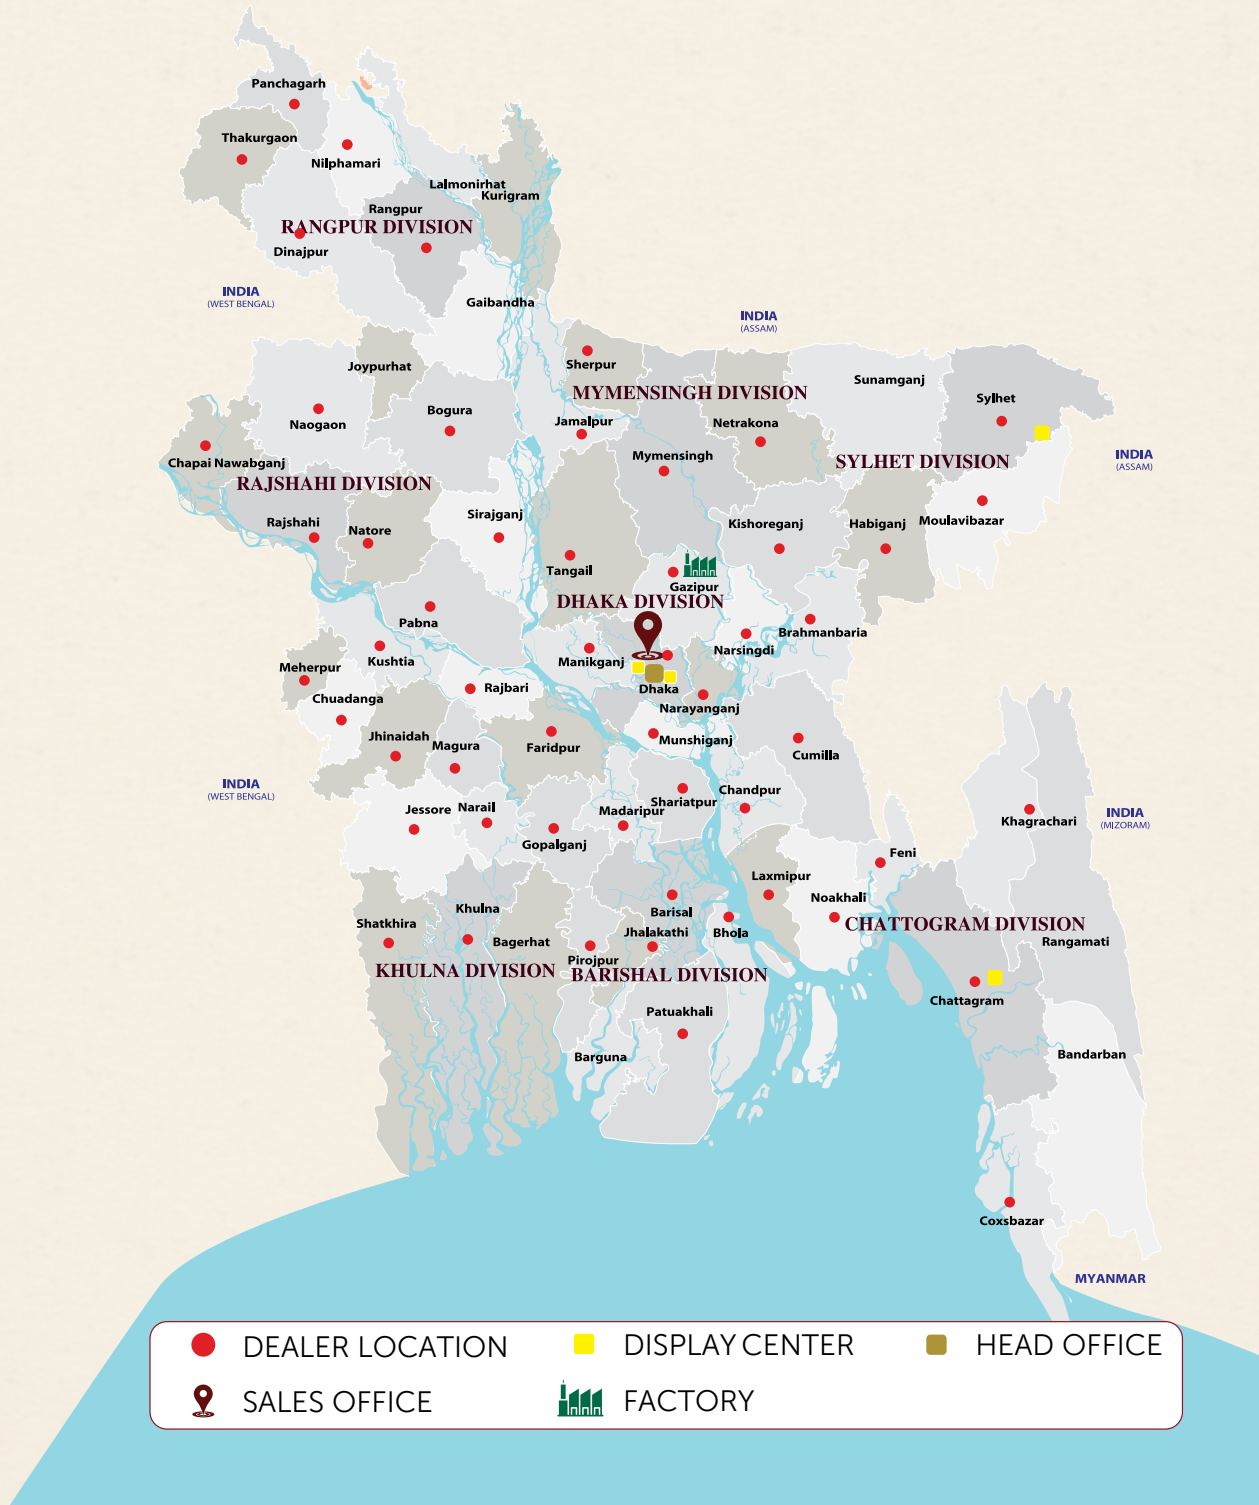 Panchagarh
Thakurgaon
Nilphamari
Lalmonirhat
Kurigram
Rangpur
RANGPUR DIVISION
Dinajpur
INDIA
(WEST BENGAL)
Gaibandha
INDIA
(ASSAM)
Sherpur
Joypurhat
Sunamganj
MYMENSINGH DIVISION
Sylhet
Bogura
Naogaon
Jamalpur
Netrakona
Mymensingh
INDIA
(ASSAM)
SYLHET DIVISION
Chapai Nawabganj
RAJSHAHI DIVISION
Sirajganj
Rajshahi
Natore
Kishoreganj
Habiganj
Moulavibazar
Tangail
Gazipur
DHAKA DIVISION
Pabna
Brahmanbaria
Narsingdi
Kushtia
Manikganj
Meherpur
Rajbari
Dhaka
Chuadanga
Narayanganj
Jhinaidah
Magura
Faridpur
Munshiganj
Cumilla
INDIA
(WEST BENGAL)
Chandpur
Shariatpur
Jessore
Narail
Madaripur
INDIA
(MIZORAM)
Khagrachari
Gopalganj
Feni
Laxmipur
Noakhali
Khulna
Barisal
Shatkhira
CHATTOGRAM DIVISION
Jhalakathi
Bhola
Bagerhat
Rangamati
Pirojpur
KHULNA DIVISION
BARISHAL DIVISION
Chattagram
Patuakhali
Barguna
Bandarban
Coxsbazar
MYANMAR
DEALER LOCATION
DISPLAY CENTER
HEAD OFFICE
SALES OFFICE
FACTORY